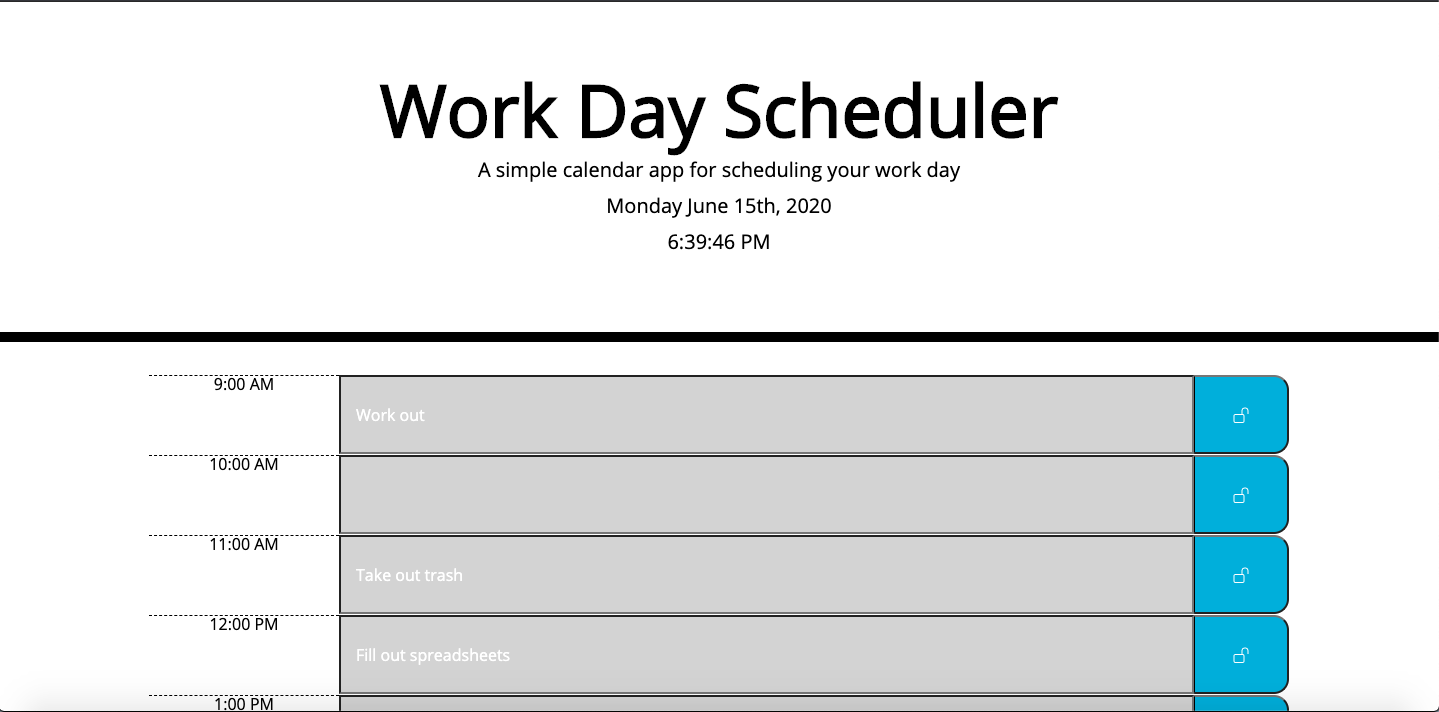 Work Day Scheduler
A simple calendar app for scheduling your work day
Monday June 15th, 2020
6:39:46 PM
9:00 AM
Work out
10:00 AM
11:00 AM
Take out trash
12:00 PM
Fill out spreadsheets
1:00 PM